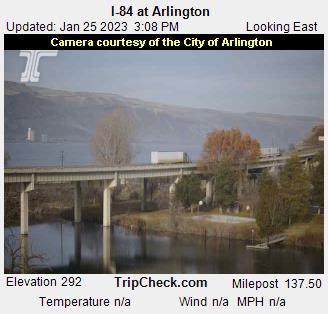 I-84 at Arlington
Updated: Jan 25 2023 3:08 PM Looking East
Camera courtesy of the City of Arlington
Elevation 292 TripCheck.com Milepost 137.50
Temperature n/a Wind n/a MPH n/a